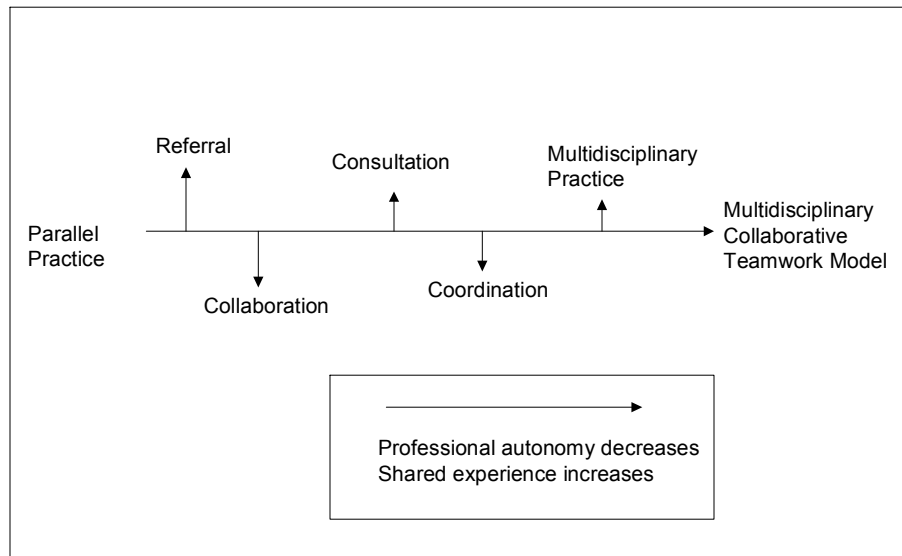 Referral
Consultation
Multidisciplinary
Practice
Parallel
Practice
Multidisciplinary
Collaborative
Teamwork Model
Collaboration
Coordination
Professional autonomy decreases
Shared experience increases